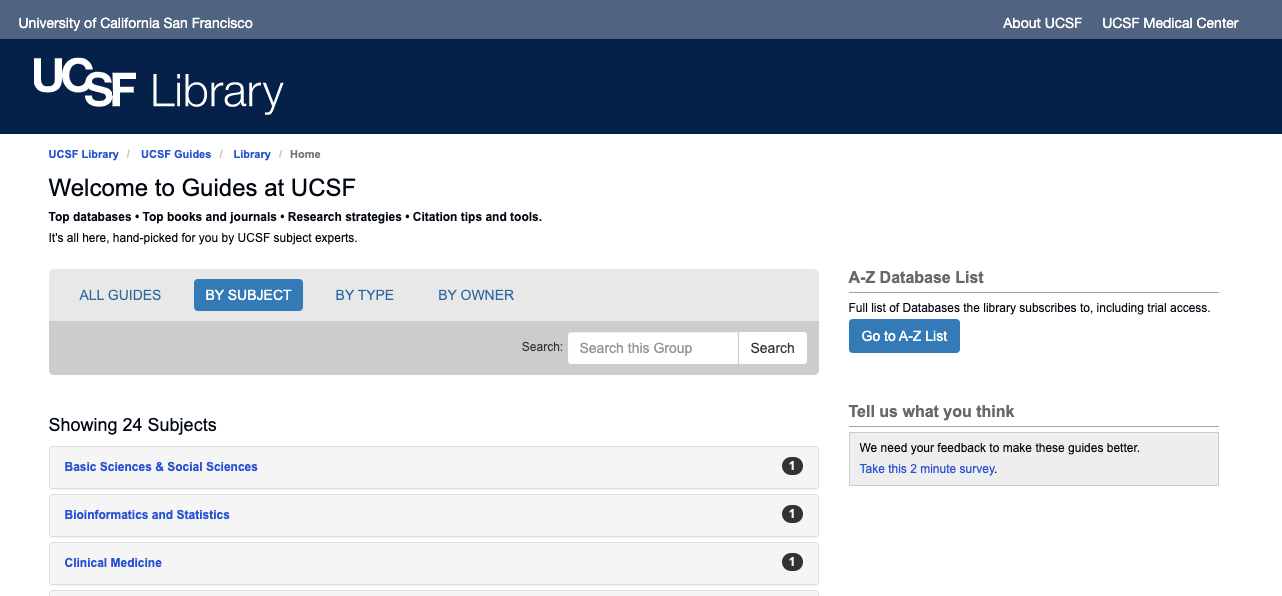 University of California San Francisco
About UCSF UCSF Medical Center
UCSF Library
UCSF Library / UCSF Guides / Library / Home
Welcome to Guides at UCSF
Top databases • Top books and journals • Research strategies • Citation tips and tools.
It's all here, hand-picked for you by UCSF subject experts.
ALL GUIDES BY SUBJECT BY TYPE BY OWNER
Search: Search this Group Search
Showing 24 Subjects
Basic Sciences & Social Sciences 1
Bioinformatics and Statistics 1
Clinical Medicine 1
A-Z Database List
Full list of Databases the library subscribes to, including trial access.
Go to A-Z List
Tell us what you think
We need your feedback to make these guides better.
Take this 2 minute survey.